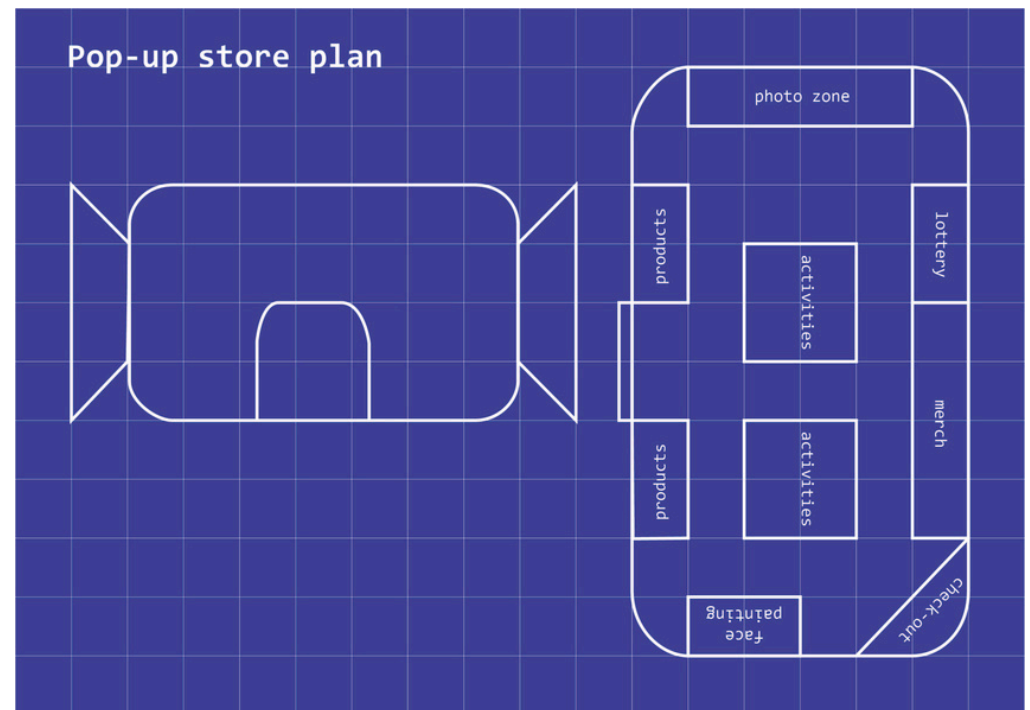 Pop-up store plan
photo zone
products
lottery
activities
merch
products
activities
face
painting
check-out